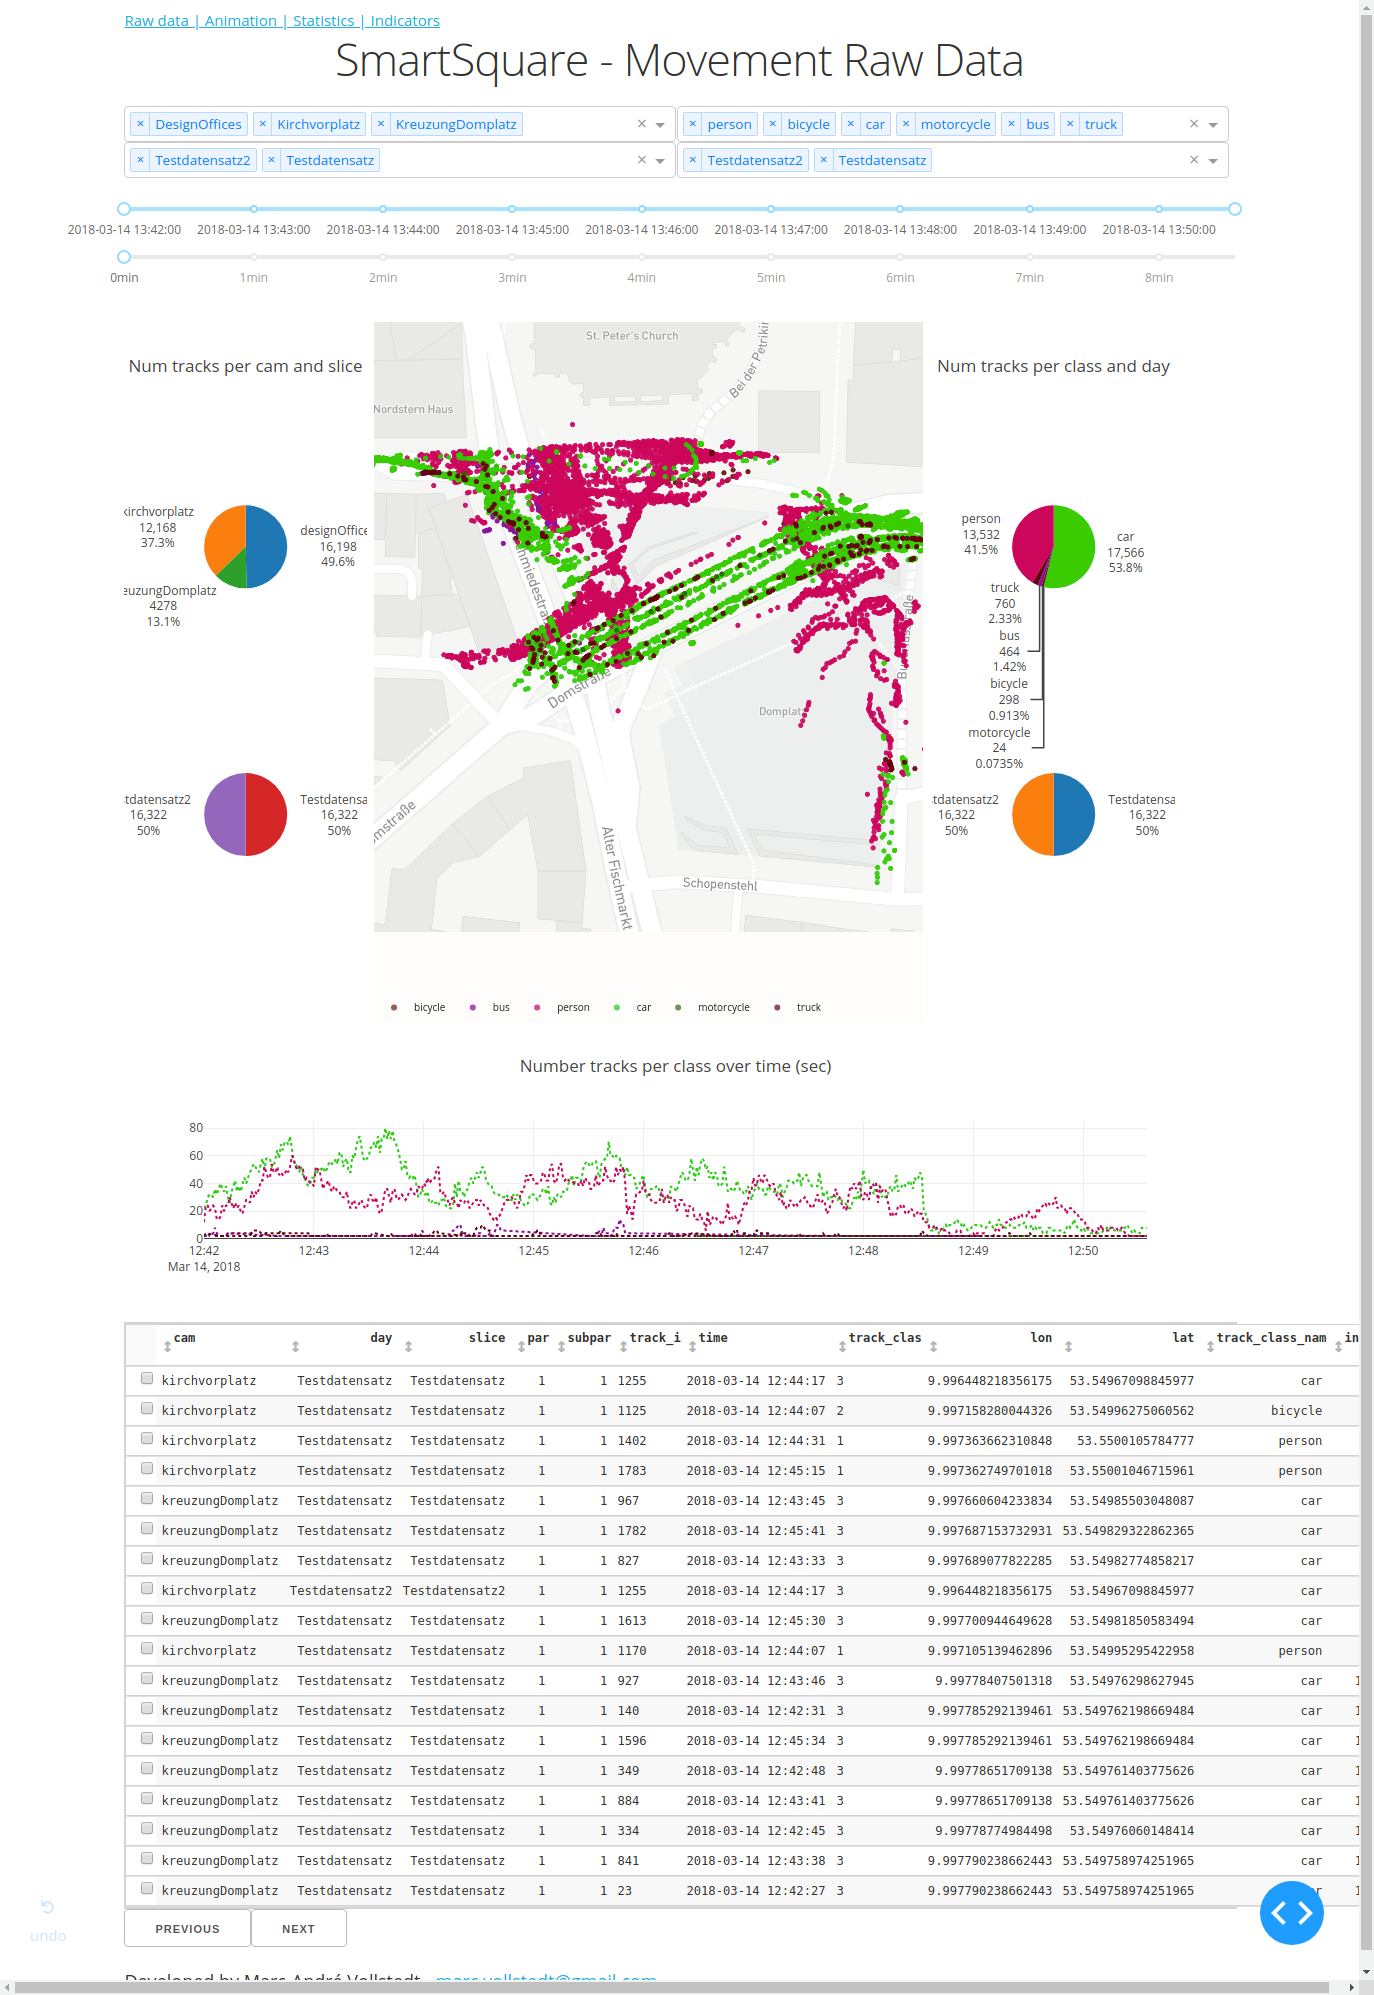 Raw data | Animation | Statistics | Indicators
SmartSquare - Movement Raw Data
× DesignOffices × Kirchvorplatz × KreuzungDomplatz ×
× person × bicycle × car × motorcycle × bus × truck ×
× Testdatensatz2 × Testdatensatz ×
× Testdatensatz2 × Testdatensatz ×
2018-03-14 13:42:00 2018-03-14 13:43:00 2018-03-14 13:44:00 2018-03-14 13:45:00 2018-03-14 13:46:00 2018-03-14 13:47:00 2018-03-14 13:48:00 2018-03-14 13:49:00 2018-03-14 13:50:00
0min 1min 2min 3min 4min 5min 6min 7min 8min
Num tracks per cam and slice
kirchvorplatz
12,168
37.3%
designOffice
16,198
49.6%
euzungDomplatz
4278
13.1%
stdatensatz2
16,322
50%
Testdatensa
16,322
50%
St. Peter's Church
Bei der Petrikir
Nordstern Haus
hmiedestraß
Domstraße
Domplat
omstraße
Alter Fischmarkt
Schopenstehl
bicycle bus person car motorcycle truck
Num tracks per class and day
person
13,532
41.5%
car
17,566
53.8%
truck
760
2.33%
bus
464
1.42%
bicycle
298
0.913%
motorcycle
24
0.0735%
stdatensatz2
16,322
50%
Testdatensa
16,322
50%
Number tracks per class over time (sec)
80
60
40
20
0
12:42 12:43 12:44 12:45 12:46 12:47 12:48 12:49 12:50
Mar 14, 2018
cam day slice par subpar track_i time track_clas lon lat track_class_nam in
kirchvorplatz Testdatensatz Testdatensatz 1 1 1255 2018-03-14 12:44:17 3 9.996448218356175 53.54967098845977 car
kirchvorplatz Testdatensatz Testdatensatz 1 1 1125 2018-03-14 12:44:07 2 9.997158280044326 53.54996275060562 bicycle
kirchvorplatz Testdatensatz Testdatensatz 1 1 1402 2018-03-14 12:44:31 1 9.997363662310848 53.5500105784777 person
kirchvorplatz Testdatensatz Testdatensatz 1 1 1783 2018-03-14 12:45:15 1 9.997362749701018 53.55001046715961 person
kreuzungDomplatz Testdatensatz Testdatensatz 1 1 967 2018-03-14 12:43:45 3 9.997660604233834 53.54985503048087 car
kreuzungDomplatz Testdatensatz Testdatensatz 1 1 1782 2018-03-14 12:45:41 3 9.997687153732931 53.549829322862365 car
kreuzungDomplatz Testdatensatz Testdatensatz 1 1 827 2018-03-14 12:43:33 3 9.997689077822285 53.54982774858217 car
kirchvorplatz Testdatensatz2 Testdatensatz2 1 1 1255 2018-03-14 12:44:17 3 9.996448218356175 53.54967098845977 car
kreuzungDomplatz Testdatensatz Testdatensatz 1 1 1613 2018-03-14 12:45:30 3 9.997700944649628 53.54981850583494 car
kirchvorplatz Testdatensatz Testdatensatz 1 1 1170 2018-03-14 12:44:07 1 9.997105139462896 53.54995295422958 person
kreuzungDomplatz Testdatensatz Testdatensatz 1 1 927 2018-03-14 12:43:46 3 9.99778407501318 53.549762986279​45 car 1
kreuzungDomplatz Testdatensatz Testdatensatz 1 1 140 2018-03-14 12:42:31 3 9.997785292139461 53.549762198669484 car 1
kreuzungDomplatz Testdatensatz Testdatensatz 1 1 1596 2018-03-14 12:45:34 3 9.997785292139461 53.549762198669484 car 1
kreuzungDomplatz Testdatensatz Testdatensatz 1 1 349 2018-03-14 12:42:48 3 9.99778651709138 53.549761403775626 car 1
kreuzungDomplatz Testdatensatz Testdatensatz 1 1 884 2018-03-14 12:43:41 3 9.99778651709138 53.549761403775626 car 1
kreuzungDomplatz Testdatensatz Testdatensatz 1 1 334 2018-03-14 12:42:45 3 9.99778774984498 53.54976060148414 car 1
kreuzungDomplatz Testdatensatz Testdatensatz 1 1 841 2018-03-14 12:43:38 3 9.997790238662443 53.549758974251965 car 1
kreuzungDomplatz Testdatensatz Testdatensatz 1 1 23 2018-03-14 12:42:27 3 9.997790238662443 53.549758974251965
PREVIOUS NEXT
undo
Developed by Marc-André Vollstedt - marc.vollstedt@gmail.com